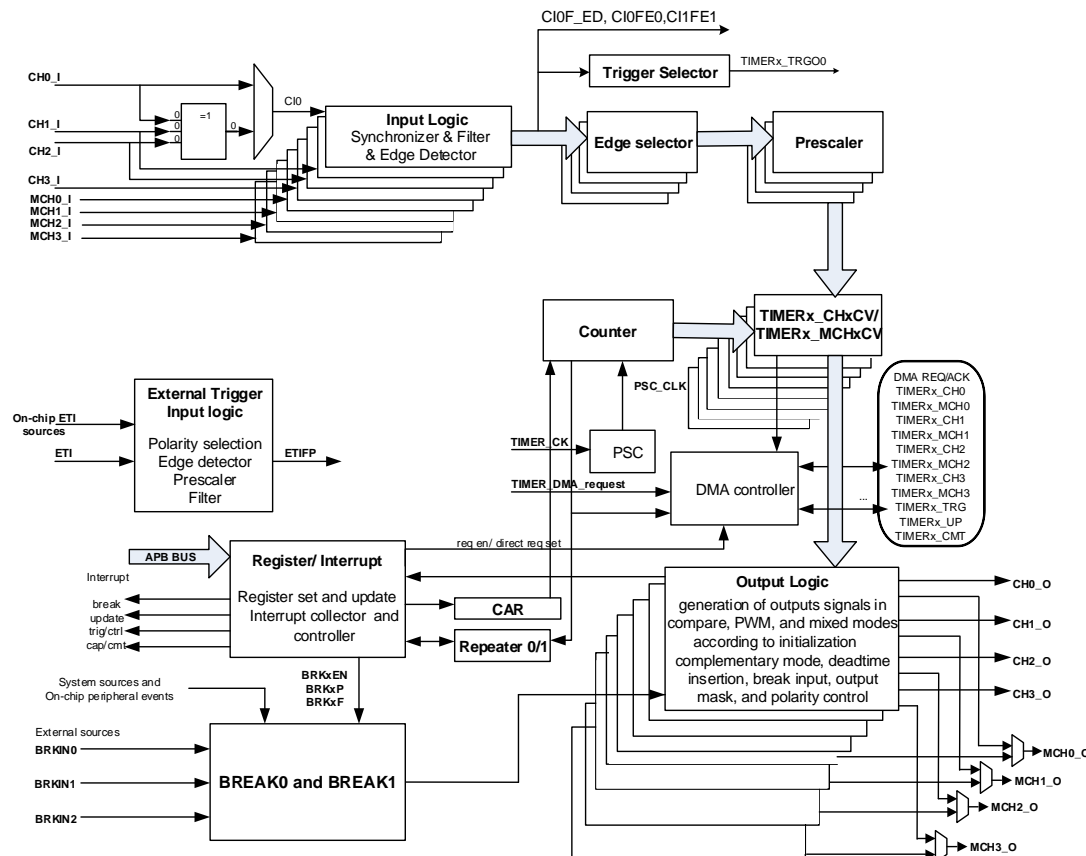 CI0F_ED, CI0FE0,CI1FE1
Trigger Selector
TIMERx_TRGO0
CH0_I
CI0
=1
0
0
0
0
CH1_I
CH2_I
CH3_I
MCH0_I
MCH1_I
MCH2_I
MCH3_I
Input Logic
Synchronizer & Filter
& Edge Detector
Edge selector
Prescaler
Counter
TIMERx_CHxCV/
TIMERx_MCHxCV
PSC_CLK
TIMER_CK
PSC
TIMER_DMA_request
DMA controller
DMA REQ/ACK
TIMERx_CH0
TIMERx_MCH0
TIMERx_CH1
TIMERx_MCH1
TIMERx_CH2
TIMERx_MCH2
TIMERx_CH3
TIMERx_MCH3
TIMERx_TRG
TIMERx_UP
TIMERx_CMT
...
On-chip ETI
sources
ETI
External Trigger
Input logic
Polarity selection
Edge detector
Prescaler
Filter
ETIFP
APB BUS
Interrupt
break
update
trig/ctrl
cap/cmt
Register/ Interrupt
Register set and update
Interrupt collector and
controller
req en/ direct req set
CAR
Repeater 0/1
BRKxEN
BRKxP
BRKxF
System sources and
On-chip peripheral events
External sources
BRKIN0
BRKIN1
BRKIN2
BREAK0 and BREAK1
Output Logic
generation of outputs signals in
compare, PWM, and mixed modes
according to initialization
complementary mode, deadtime
insertion, break input, output
mask, and polarity control
CH0_O
CH1_O
CH2_O
CH3_O
MCH0_O
MCH1_O
MCH2_O
MCH3_O